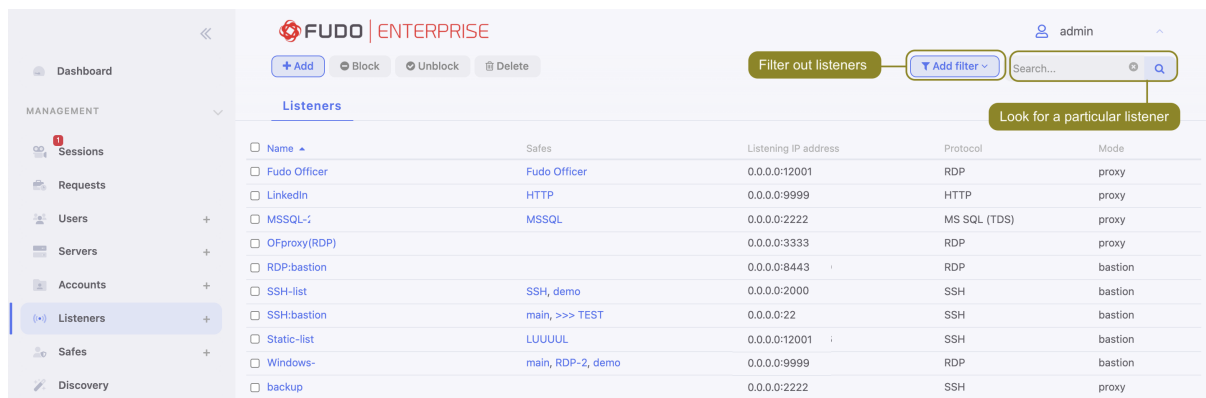 FUDO ENTERPRISE
admin
Dashboard
+ Add Block Unblock Delete
Filter out listeners
Add filter
Search...
MANAGEMENT
Listeners
Look for a particular listener
1
Sessions
Requests
Users +
Servers +
Accounts +
Listeners +
Safes +
Discovery
Name Safes Listening IP address Protocol Mode
Fudo Officer Fudo Officer 0.0.0.0:12001 RDP proxy
LinkedIn HTTP 0.0.0.0:9999 HTTP proxy
MSSQL- MSSQL 0.0.0.0:2222 MS SQL (TDS) proxy
OFproxy(RDP) 0.0.0.0:3333 RDP proxy
RDP:bastion 0.0.0.0:8443 RDP bastion
SSH-list SSH, demo 0.0.0.0:2000 SSH bastion
SSH:bastion main, >>> TEST 0.0.0.0:22 SSH bastion
Static-list LUUUUL 0.0.0.0:12001 SSH bastion
Windows- main, RDP-2, demo 0.0.0.0:9999 RDP bastion
backup 0.0.0.0:2222 SSH proxy